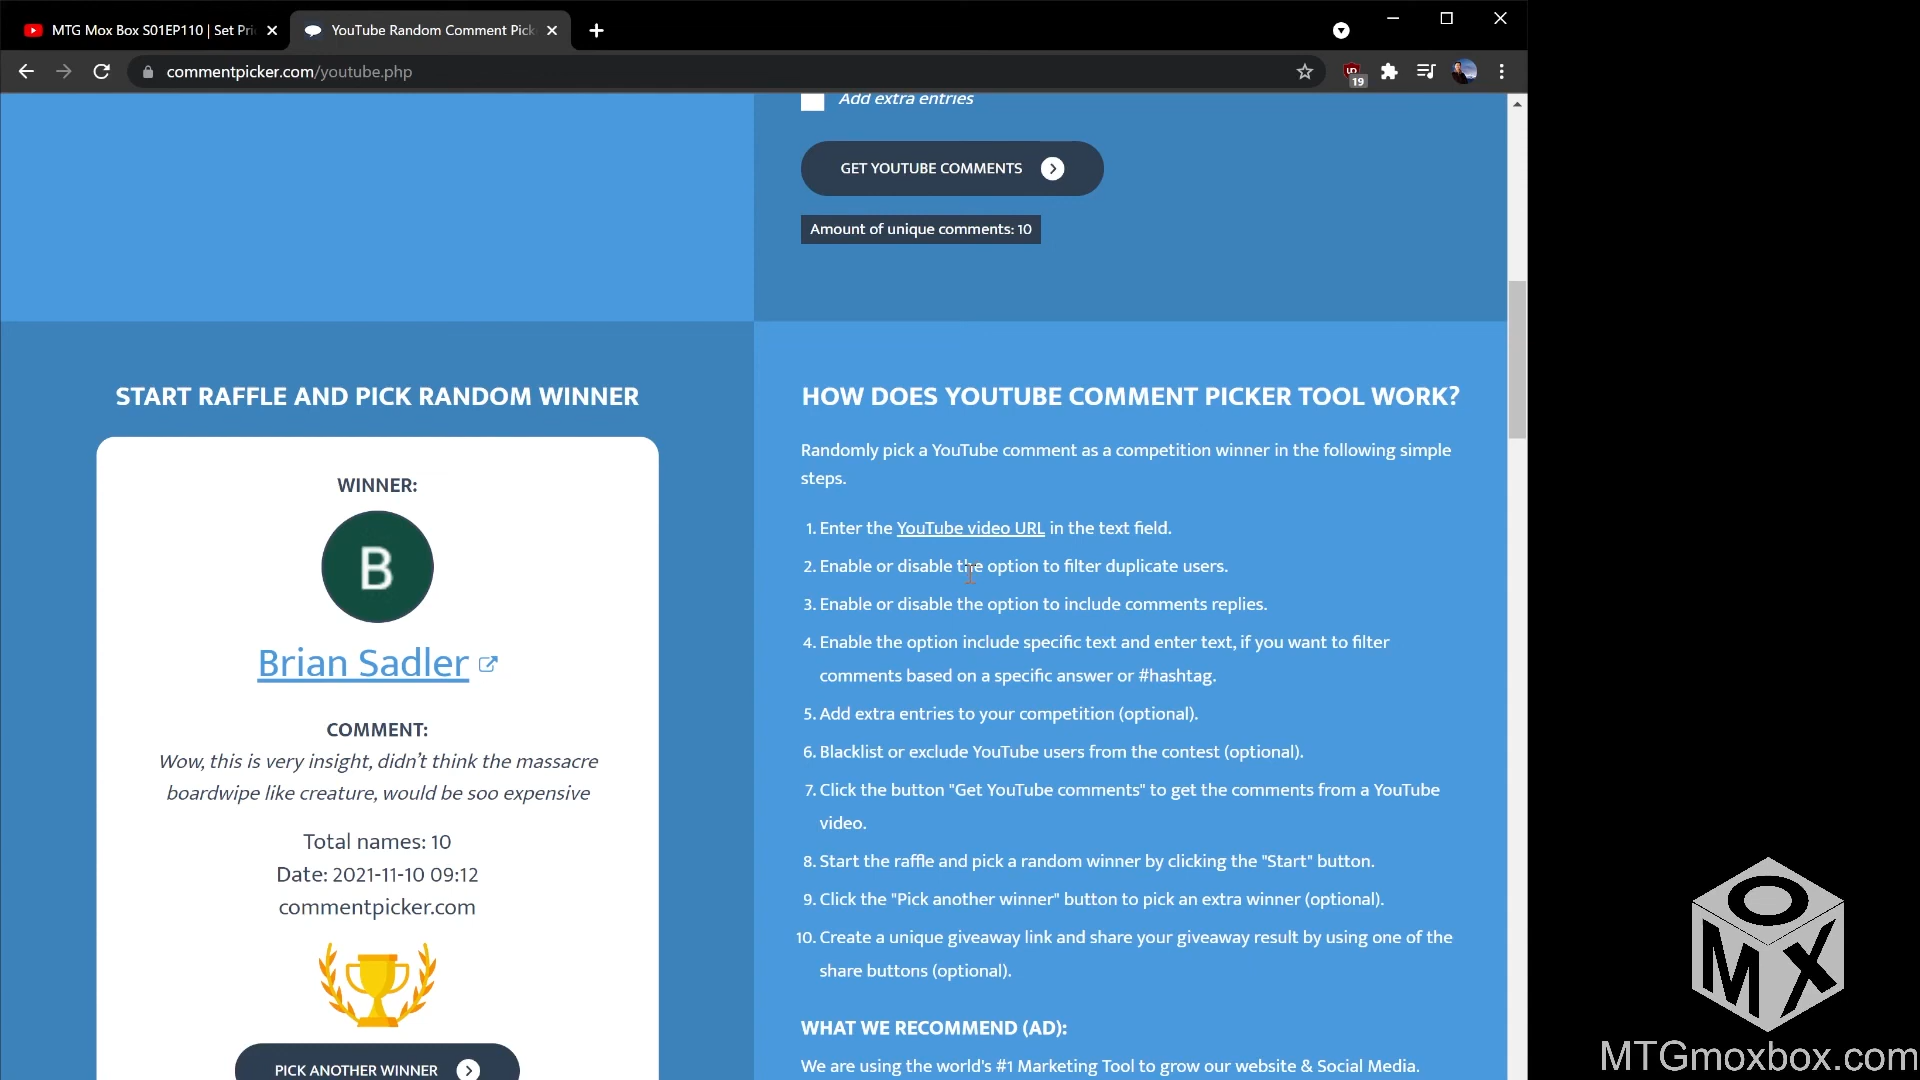 MTG Mox Box S01EP110 | Set Pri
YouTube Random Comment Pick
commentpicker.com/youtube.php
19
Add extra entries
GET YOUTUBE COMMENTS
Amount of unique comments: 10
START RAFFLE AND PICK RANDOM WINNER
WINNER:
B
Brian Sadler
COMMENT:
Wow, this is very insight, didn’t think the massacre
boardwipe like creature, would be soo expensive
Total names: 10
Date: 2021-11-10 09:12
commentpicker.com
PICK ANOTHER WINNER
HOW DOES YOUTUBE COMMENT PICKER TOOL WORK?
Randomly pick a YouTube comment as a competition winner in the following simple
steps.
1. Enter the YouTube video URL in the text field.
2. Enable or disable the option to filter duplicate users.
3. Enable or disable the option to include comments replies.
4. Enable the option include specific text and enter text, if you want to filter
comments based on a specific answer or #hashtag.
5. Add extra entries to your competition (optional).
6. Blacklist or exclude YouTube users from the contest (optional).
7. Click the button "Get YouTube comments" to get the comments from a YouTube
video.
8. Start the raffle and pick a random winner by clicking the "Start" button.
9. Click the "Pick another winner" button to pick an extra winner (optional).
10. Create a unique giveaway link and share your giveaway result by using one of the
share buttons (optional).
WHAT WE RECOMMEND (AD):
We are using the world's #1 Marketing Tool to grow our website & Social Media.
MOX
MTGmoxbox.com